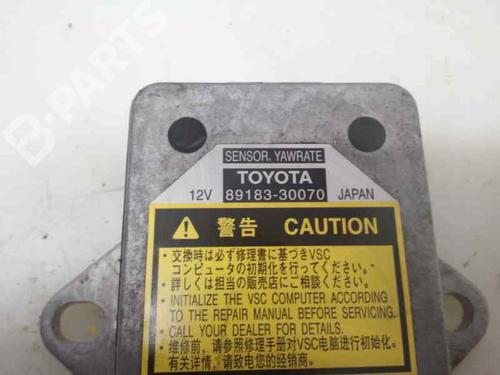 B-PARTS
SENSOR, YAWRATE
TOYOTA
12V 89183-30070 JAPAN
警告 CAUTION
・交換時は必ず修理書に基づきVSC
コンピュータの初期化を行ってください。
・詳しくは担当の販売店にご相談ください。
・INITIALIZE THE VSC COMPUTER ACCORDING
TO THE REPAIR MANUAL BEFORE SERVICING.
・CALL YOUR DEALER FOR DETAILS.
・维修前，请参照修理手册对VSC电脑进行初始化。
有关详情，请致电您的经销商。